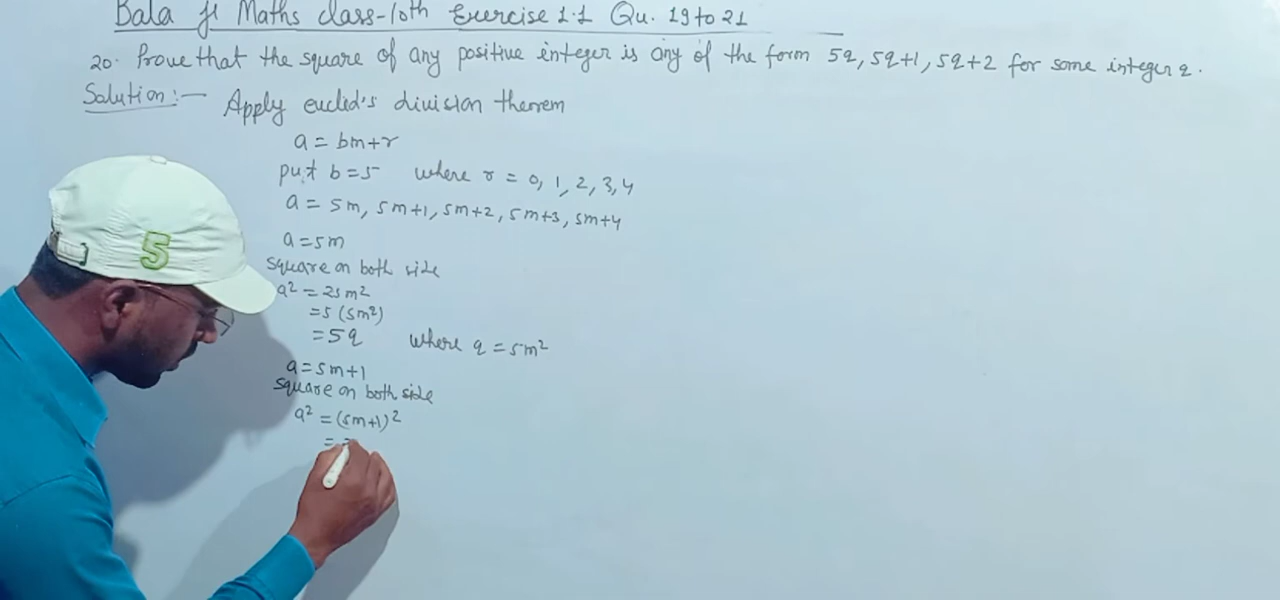 Bala ji Maths class-10th Exercise 1.1 Qu. 19 to 21
20. Prove that the square of any positive integer is any of the form 5q, 5q+1, 5q+2 for some integer q.
Solution:- Apply euclid's division theorem
a = bm+r
put b=5 where r = 0, 1, 2, 3, 4
a = 5m, 5m+1, 5m+2, 5m+3, 5m+4
a=5m
square on both side
a² = 25m²
=5(5m²)
=5q where q = 5m²
a=5m+1
square on both side
a² = (5m+1)²
=
5